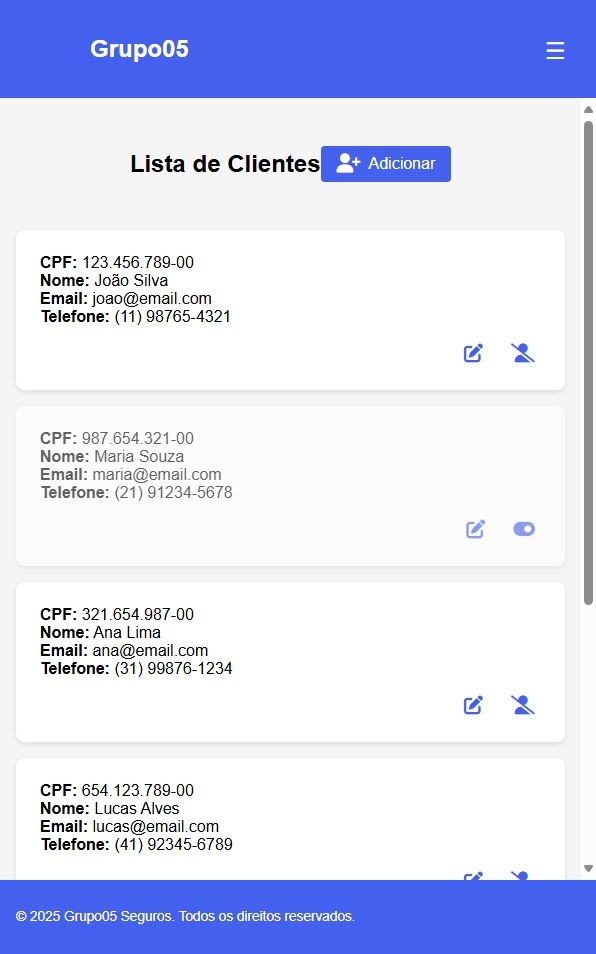 Grupo05
Lista de Clientes
Adicionar
CPF: 123.456.789-00
Nome: João Silva
Email: joao@email.com
Telefone: (11) 98765-4321
CPF: 987.654.321-00
Nome: Maria Souza
Email: maria@email.com
Telefone: (21) 91234-5678
CPF: 321.654.987-00
Nome: Ana Lima
Email: ana@email.com
Telefone: (31) 99876-1234
CPF: 654.123.789-00
Nome: Lucas Alves
Email: lucas@email.com
Telefone: (41) 92345-6789
© 2025 Grupo05 Seguros. Todos os direitos reservados.